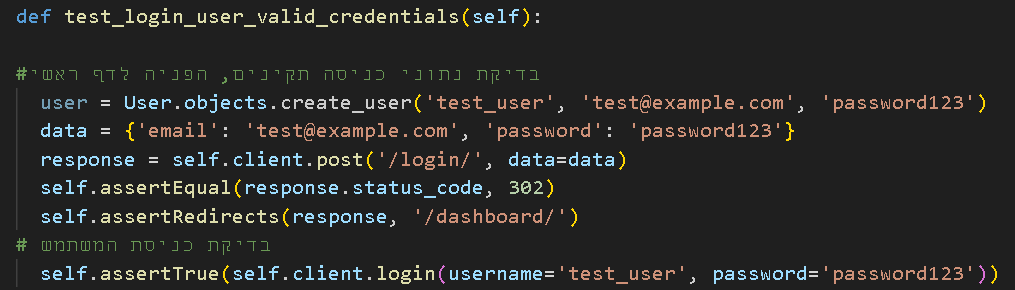 def test_login_user_valid_credentials(self):
#בדיקת נתוני כניסה תקינים, הפניה לדף ראשי
user = User.objects.create_user('test_user', 'test@example.com', 'password123')
data = {'email': 'test@example.com', 'password': 'password123'}
response = self.client.post('/login/', data=data)
self.assertEqual(response.status_code, 302)
self.assertRedirects(response, '/dashboard/')
# בדיקת כניסת המשתמש
self.assertTrue(self.client.login(username='test_user', password='password123'))